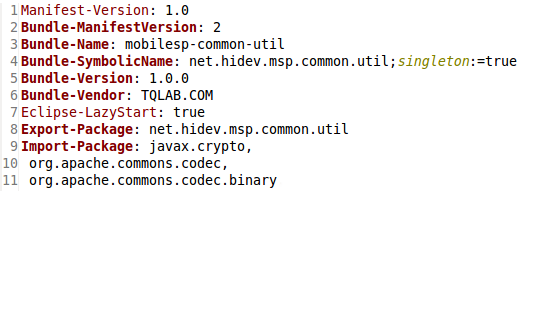 1 Manifest-Version: 1.0
2 Bundle-ManifestVersion: 2
3 Bundle-Name: mobilesp-common-util
4 Bundle-SymbolicName: net.hidev.msp.common.util;singleton:=true
5 Bundle-Version: 1.0.0
6 Bundle-Vendor: TQLAB.COM
7 Eclipse-LazyStart: true
8 Export-Package: net.hidev.msp.common.util
9 Import-Package: javax.crypto,
10  org.apache.commons.codec,
11  org.apache.commons.codec.binary